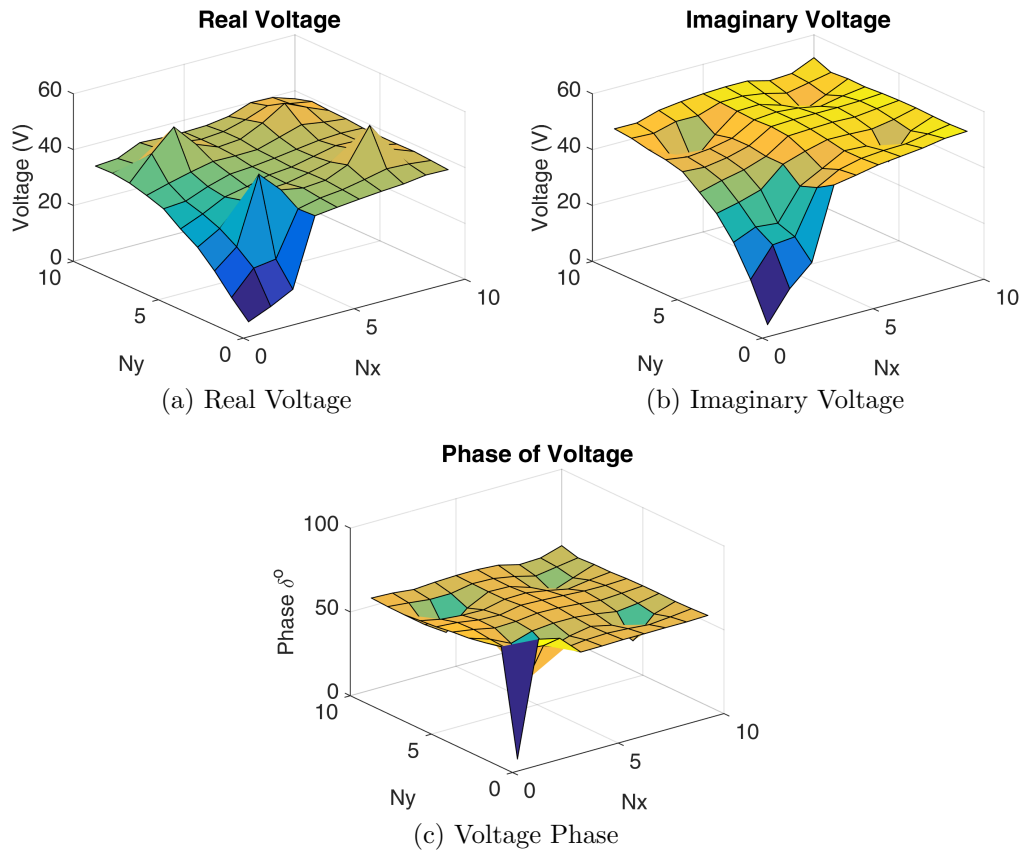 Real Voltage
Voltage (V)
60
40
20
0
10
5
0
Ny
0
5
10
Nx
(a) Real Voltage
Imaginary Voltage
Voltage (V)
60
40
20
0
10
5
0
Ny
0
5
10
Nx
(b) Imaginary Voltage
Phase of Voltage
Phase δ°
100
50
0
10
5
0
Ny
0
5
10
Nx
(c) Voltage Phase